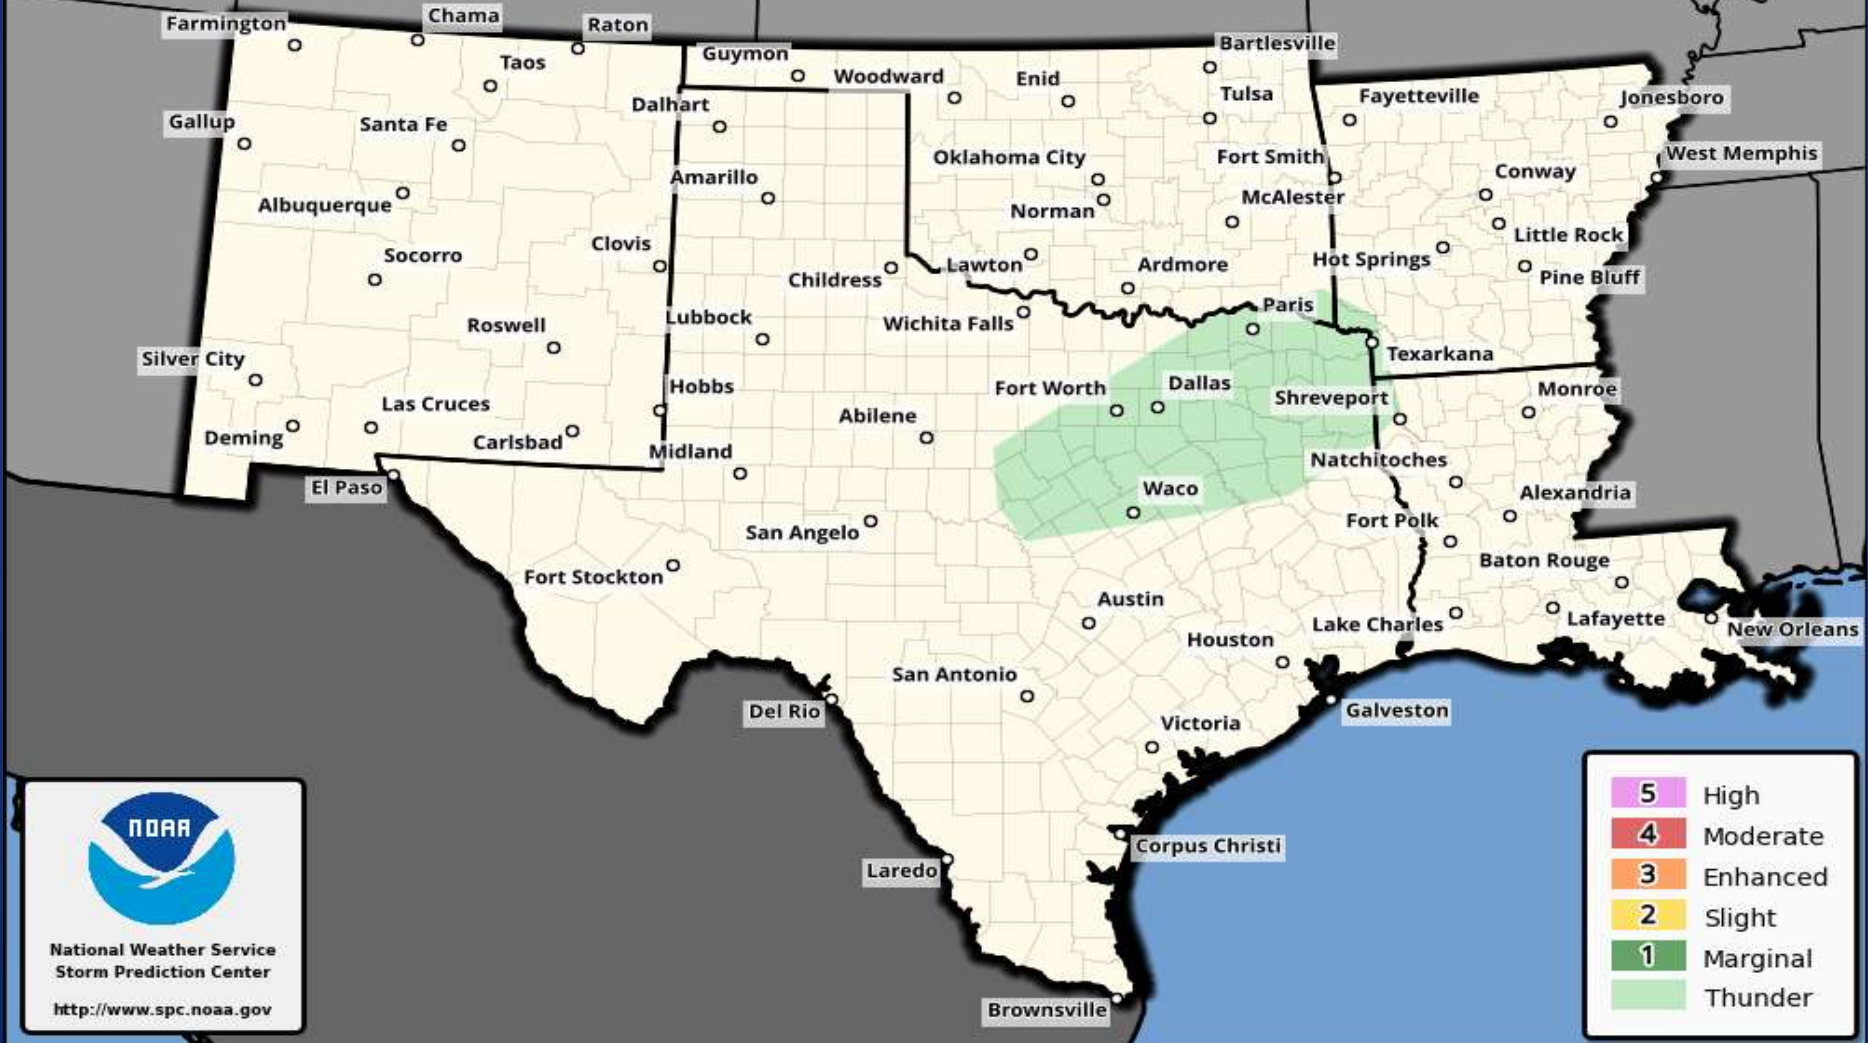 Farmington
Chama
Raton
Taos
Guymon
Woodward
Enid
Bartlesville
Dalhart
Tulsa
Fayetteville
Jonesboro
Gallup
Santa Fe
Oklahoma City
Fort Smith
West Memphis
Amarillo
McAlester
Conway
Albuquerque
Norman
Little Rock
Socorro
Clovis
Childress
Lawton
Ardmore
Hot Springs
Pine Bluff
Roswell
Lubbock
Wichita Falls
Paris
Silver City
Texarkana
Las Cruces
Hobbs
Fort Worth
Dallas
Shreveport
Monroe
Deming
Carlsbad
Midland
Abilene
Natchitoches
El Paso
Waco
Alexandria
San Angelo
Fort Polk
Fort Stockton
Baton Rouge
Austin
Houston
Lake Charles
Lafayette
New Orleans
San Antonio
Del Rio
Victoria
Galveston
Corpus Christi
Laredo
Brownsville
NOAA
National Weather Service
Storm Prediction Center
http://www.spc.noaa.gov
5 High
4 Moderate
3 Enhanced
2 Slight
1 Marginal
Thunder